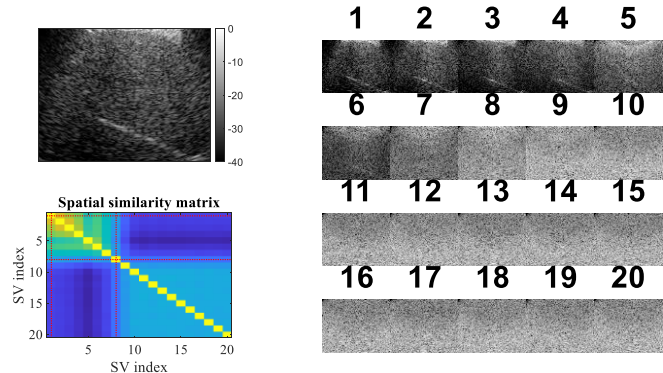 0
-10
-20
-30
-40
Spatial similarity matrix
5
10
15
20
SV index
5 10 15 20
SV index
1 2 3 4 5
6 7 8 9 10
11 12 13 14 15
16 17 18 19 20